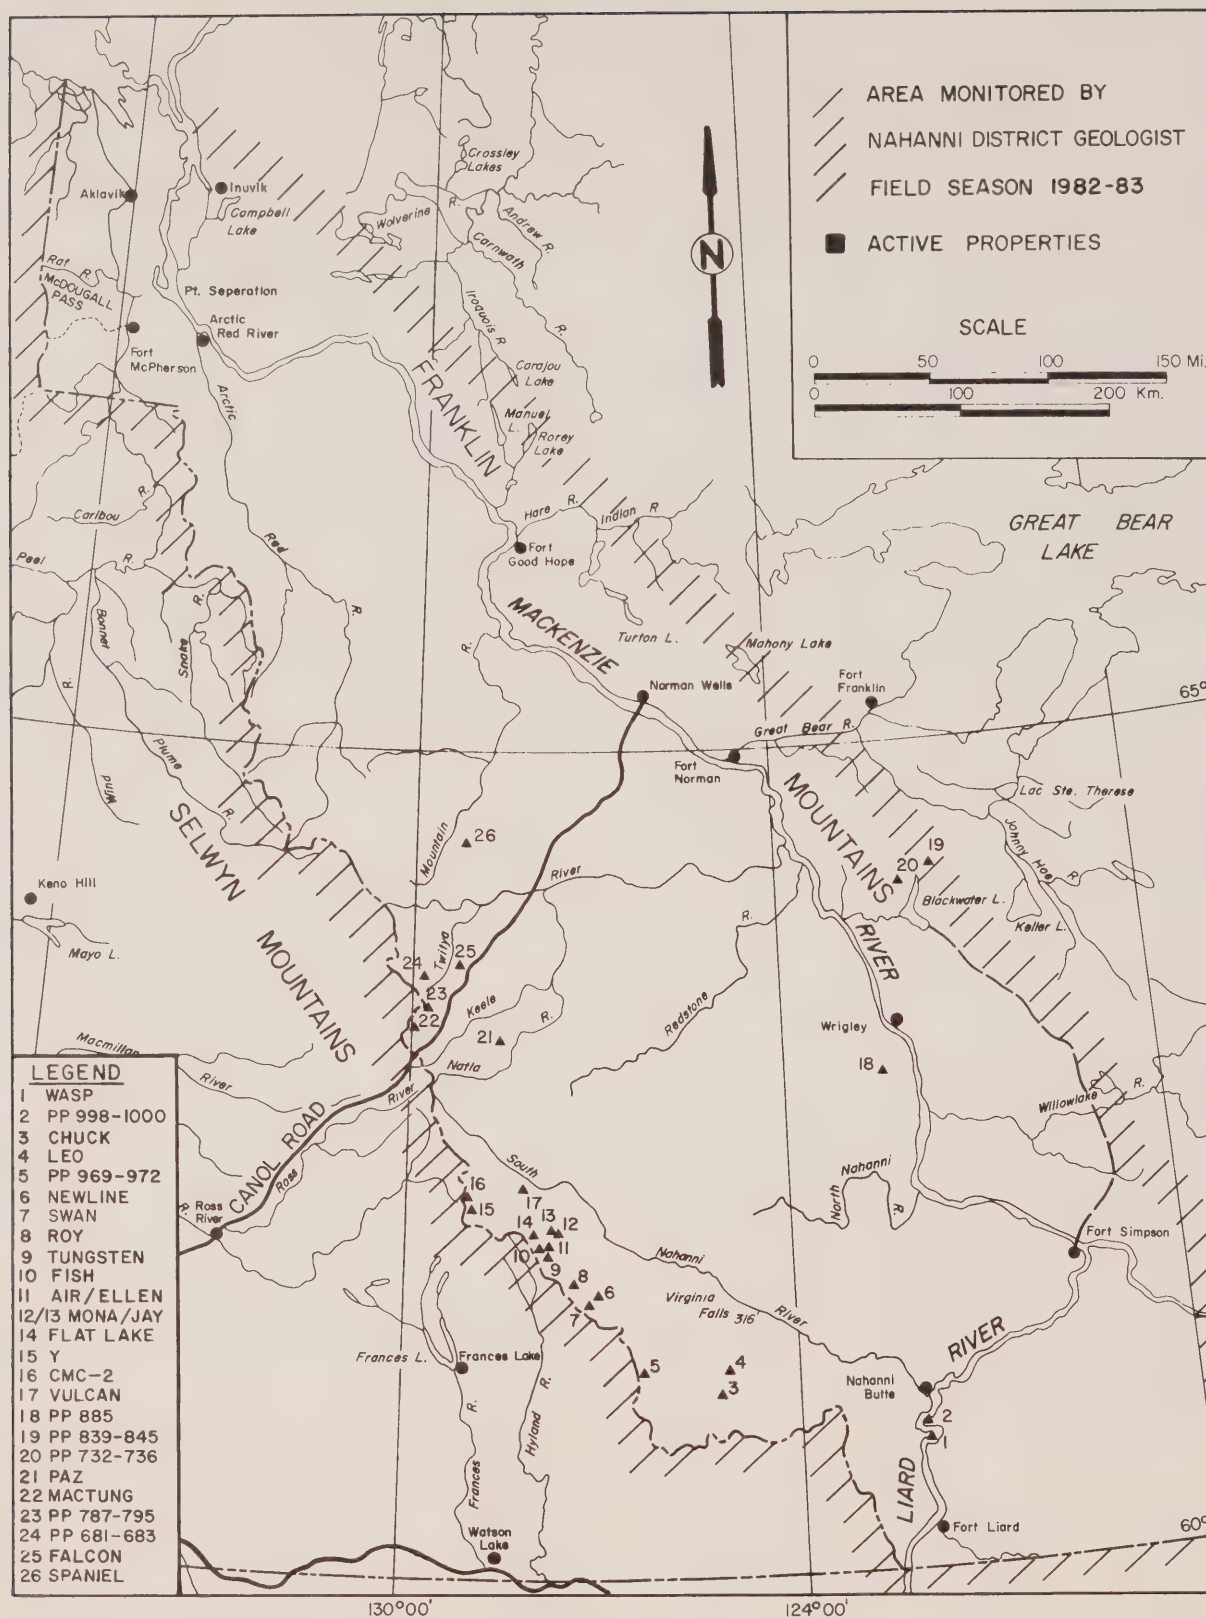 AREA MONITORED BY
NAHANNI DISTRICT GEOLOGIST
FIELD SEASON 1982-83
ACTIVE PROPERTIES
SCALE
0 50 100 150 Mi.
0 100 200 Km.
N
Crossley
Lakes
Aklavik
Inuvik
Campbell
Lake
Wolverine R.
Andrew R.
Carnwath
R.
Rat R.
McDOUGALL
PASS
Pt. Seperation
Arctic
Red River
Fort
McPherson
Iroquois R
Carajou
Lake
Manuel
L.
Rorey
Lake
FRANKLIN
Arctic
Red
R.
Caribou R.
Peel R.
Hare R.
Indian R
Fort
Good Hope
GREAT BEAR
LAKE
Bonnet
Plume
R.
Snake R.
Wind
R.
MACKENZIE
Turton L.
Mahony Lake
Norman Wells
Fort
Franklin
65°
Great Bear R.
Fort
Norman
MOUNTAINS
Lac Ste. Therese
Johnny Hoe
R.
SELWYN
MOUNTAINS
Mountain
R.
26
River
19
20
Blackwater L.
Keller L.
Keno Hill
Mayo L.
Twitya
25
24
23
22
Keele
R.
21
Natla
Redstone
R.
RIVER
Wrigley
18
Macmillan
River
Willowlake R.
CANOL ROAD
Ross
River
Ross
River
R.
South
Nahanni
River
North
Nahanni
R.
Fort Simpson
16
15
17
14
13
12
11
10
9
8
6
7
Virginia
Falls 316'
Frances L.
Frances Lake
5
4
3
Nahanni
Butte
2
1
LIARD
RIVER
Hyland
R.
Frances
R.
Watson
Lake
Fort Liard
60°
130°00'
124°00'
LEGEND
1 WASP
2 PP 998-1000
3 CHUCK
4 LEO
5 PP 969-972
6 NEWLINE
7 SWAN
8 ROY
9 TUNGSTEN
10 FISH
11 AIR/ELLEN
12/13 MONA/JAY
14 FLAT LAKE
15 Y
16 CMC-2
17 VULCAN
18 PP 885
19 PP 839-845
20 PP 732-736
21 PAZ
22 MACTUNG
23 PP 787-795
24 PP 681-683
25 FALCON
26 SPANIEL